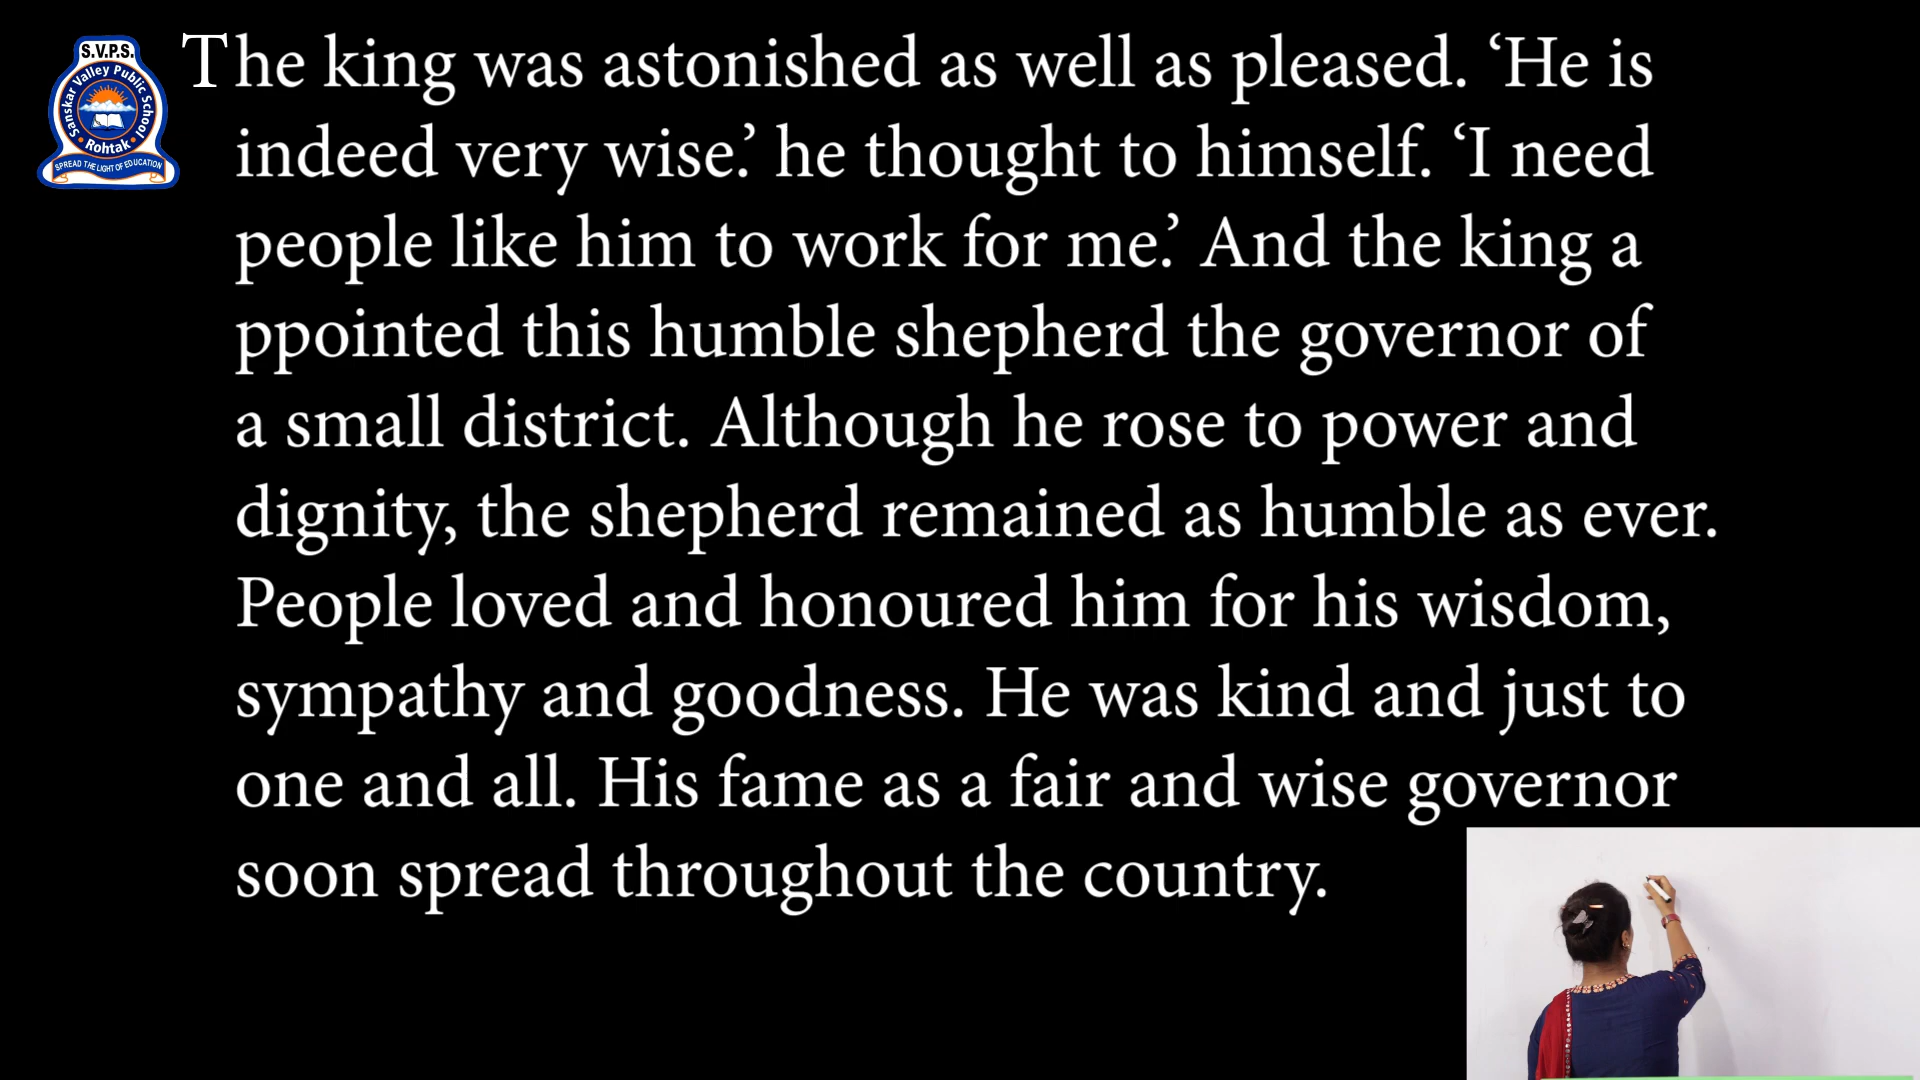 S.V.P.S.
Sanskar Valley Public School
Rohtak
SPREAD THE LIGHT OF EDUCATION
The king was astonished as well as pleased. ‘He is
indeed very wise.’ he thought to himself. ‘I need
people like him to work for me.’ And the king a
ppointed this humble shepherd the governor of
a small district. Although he rose to power and
dignity, the shepherd remained as humble as ever.
People loved and honoured him for his wisdom,
sympathy and goodness. He was kind and just to
one and all. His fame as a fair and wise governor
soon spread throughout the country.